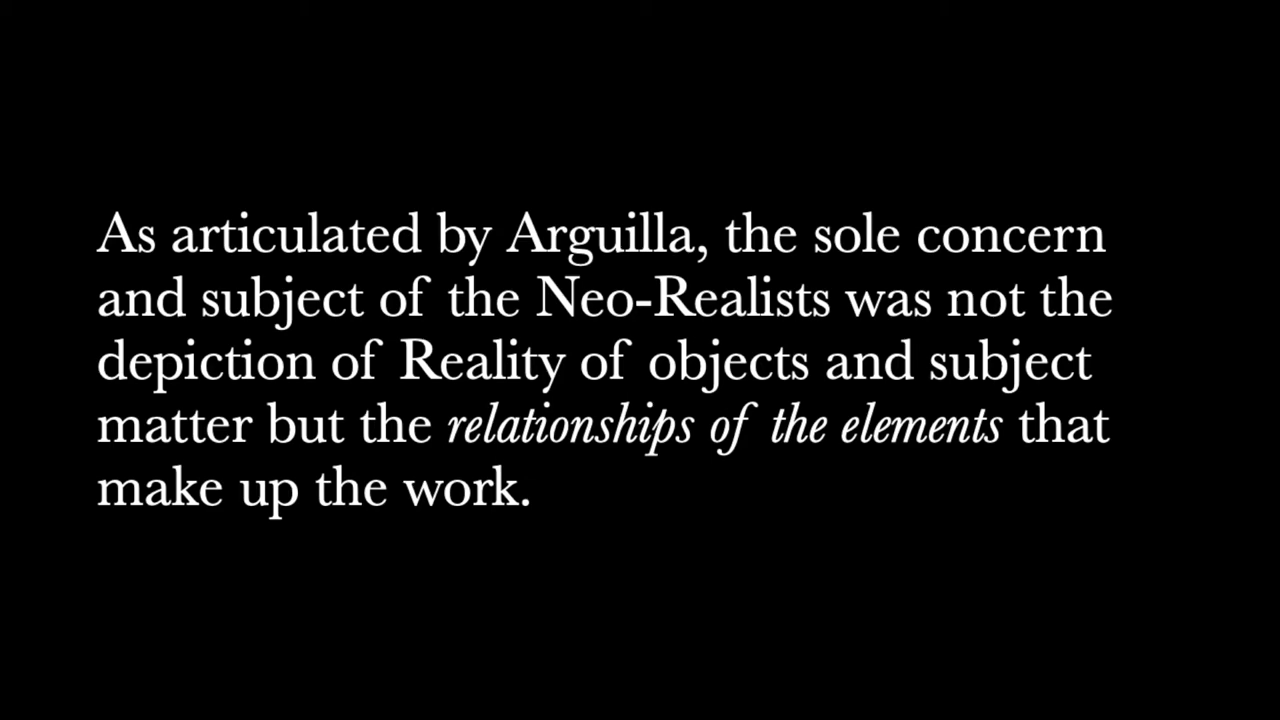 As articulated by Arguilla, the sole concern
and subject of the Neo-Realists was not the
depiction of Reality of objects and subject
matter but the relationships of the elements that
make up the work.